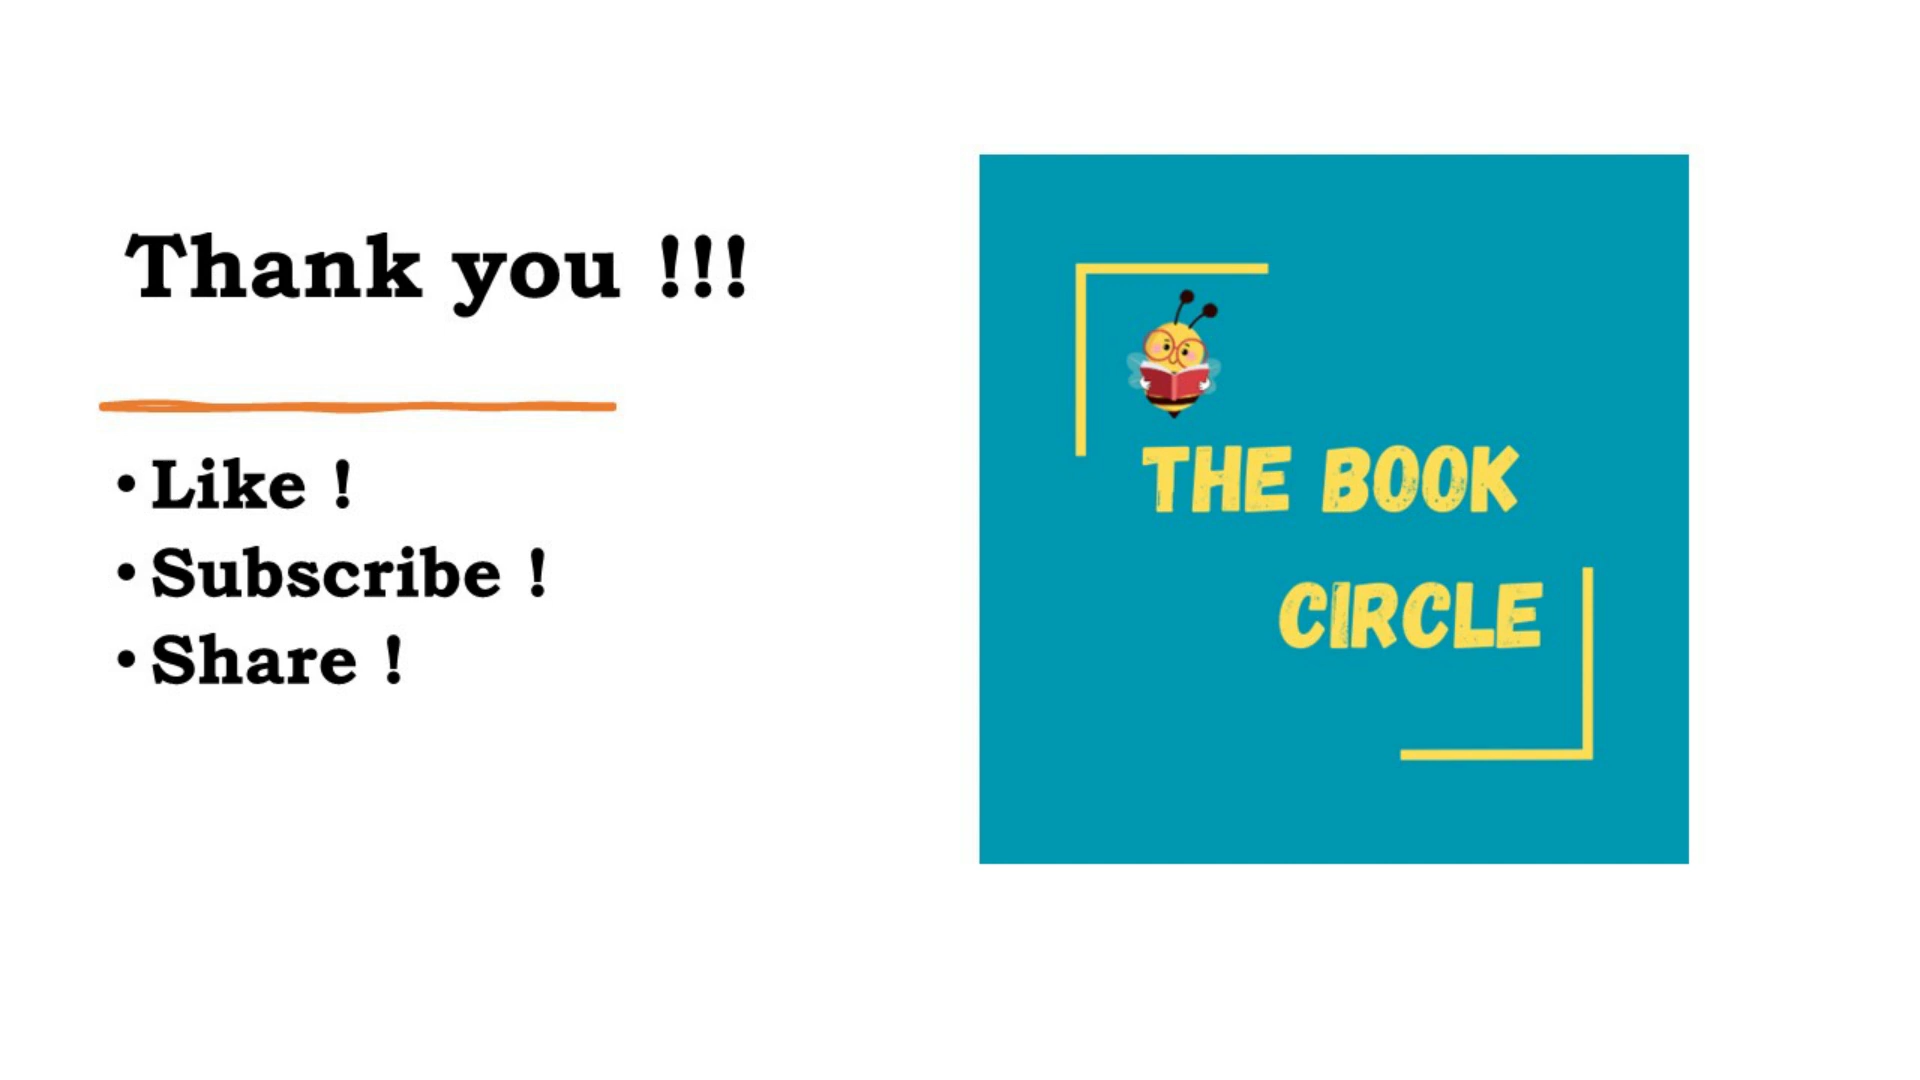 Thank you !!!
• Like !
• Subscribe !
• Share !
THE BOOK
CIRCLE